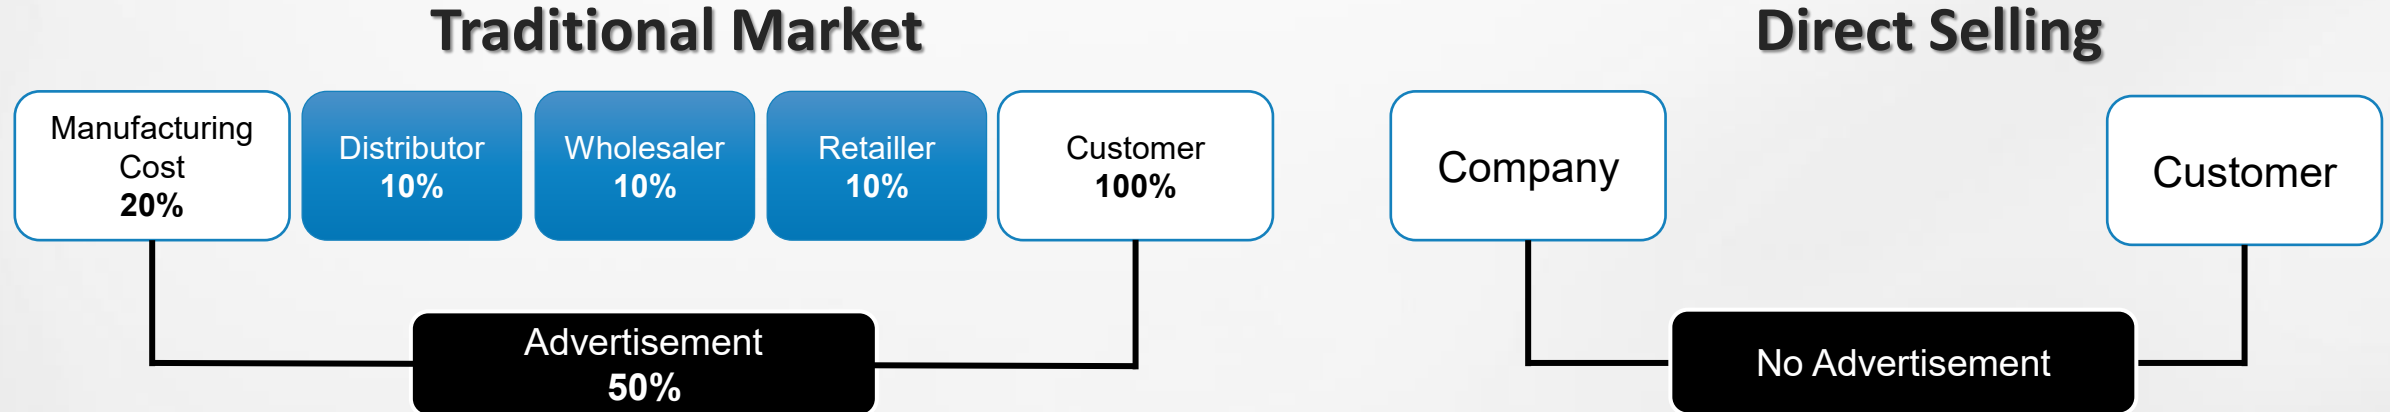 Traditional Market
Manufacturing
Cost
20%
Distributor
10%
Wholesaler
10%
Retailler
10%
Customer
100%
Advertisement
50%
Direct Selling
Company
Customer
No Advertisement